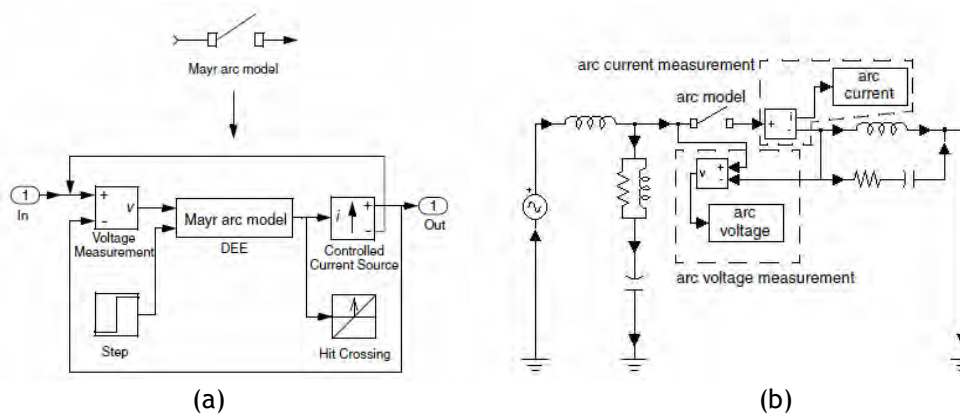 Mayr arc model
1
In
+
−
v
Voltage
Measurement
Mayr arc model
DEE
i
+
−
Controlled
Current Source
1
Out
Step
Hit Crossing
(a)
arc current measurement
arc
current
arc model
+
i
-
+
v
+
−
arc
voltage
arc voltage measurement
(b)